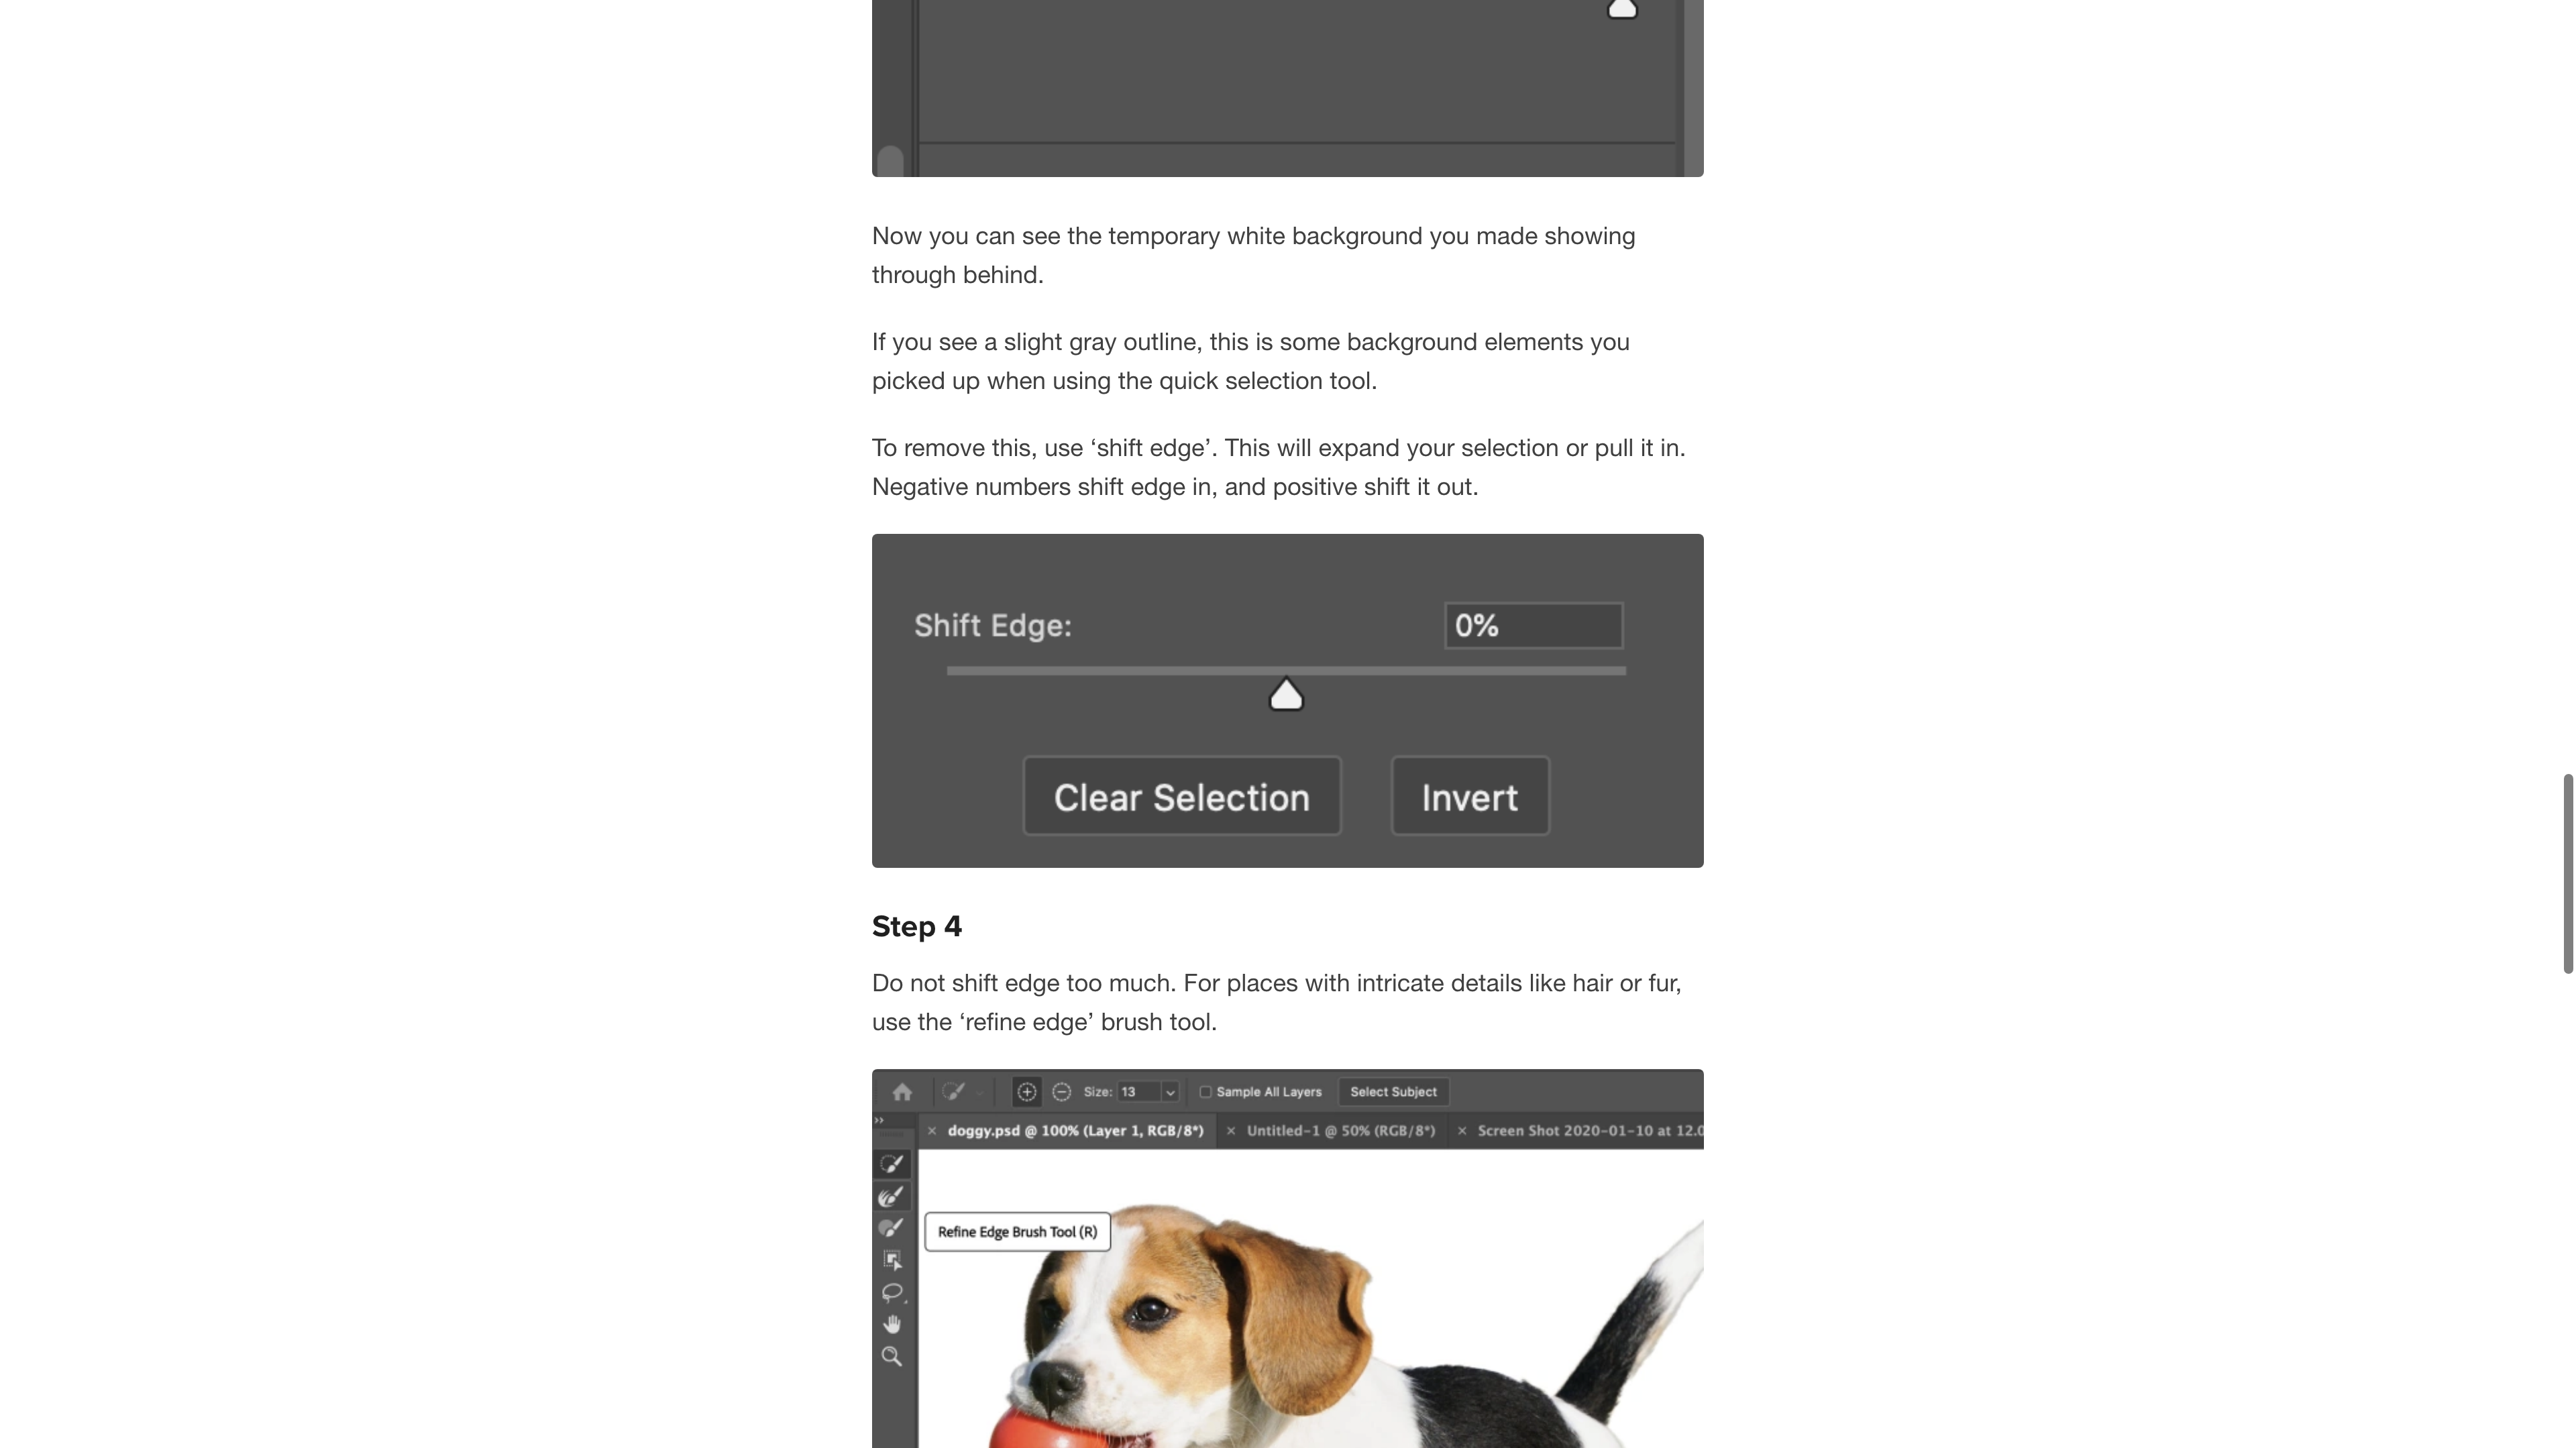 Now you can see the temporary white background you made showing
through behind.
If you see a slight gray outline, this is some background elements you
picked up when using the quick selection tool.
To remove this, use ‘shift edge’. This will expand your selection or pull it in.
Negative numbers shift edge in, and positive shift it out.
Shift Edge: 0%
Clear Selection Invert
Step 4
Do not shift edge too much. For places with intricate details like hair or fur,
use the ‘refine edge’ brush tool.
Size: 13 Sample All Layers Select Subject
× doggy.psd @ 100% (Layer 1, RGB/8*) × Untitled-1 @ 50% (RGB/8*) × Screen Shot 2020-01-10 at 12.0
Refine Edge Brush Tool (R)